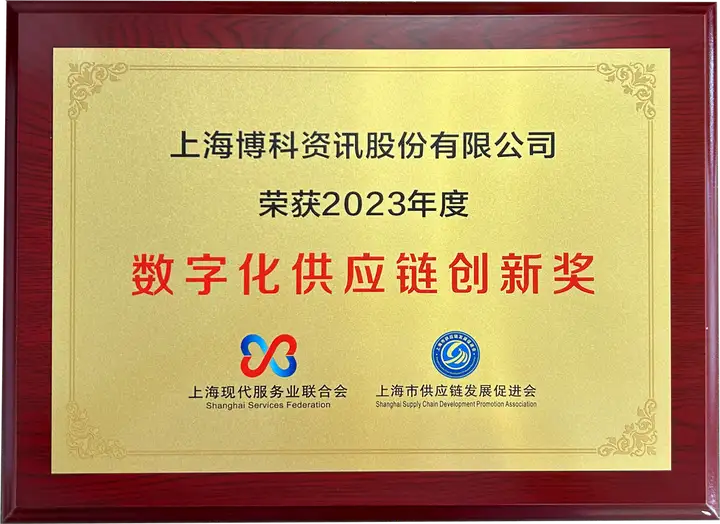 上海博科资讯股份有限公司
荣获2023年度
数字化供应链创新奖
上海现代服务业联合会
Shanghai Services Federation
上海市供应链发展促进会
Shanghai Supply Chain Development Promotion Association